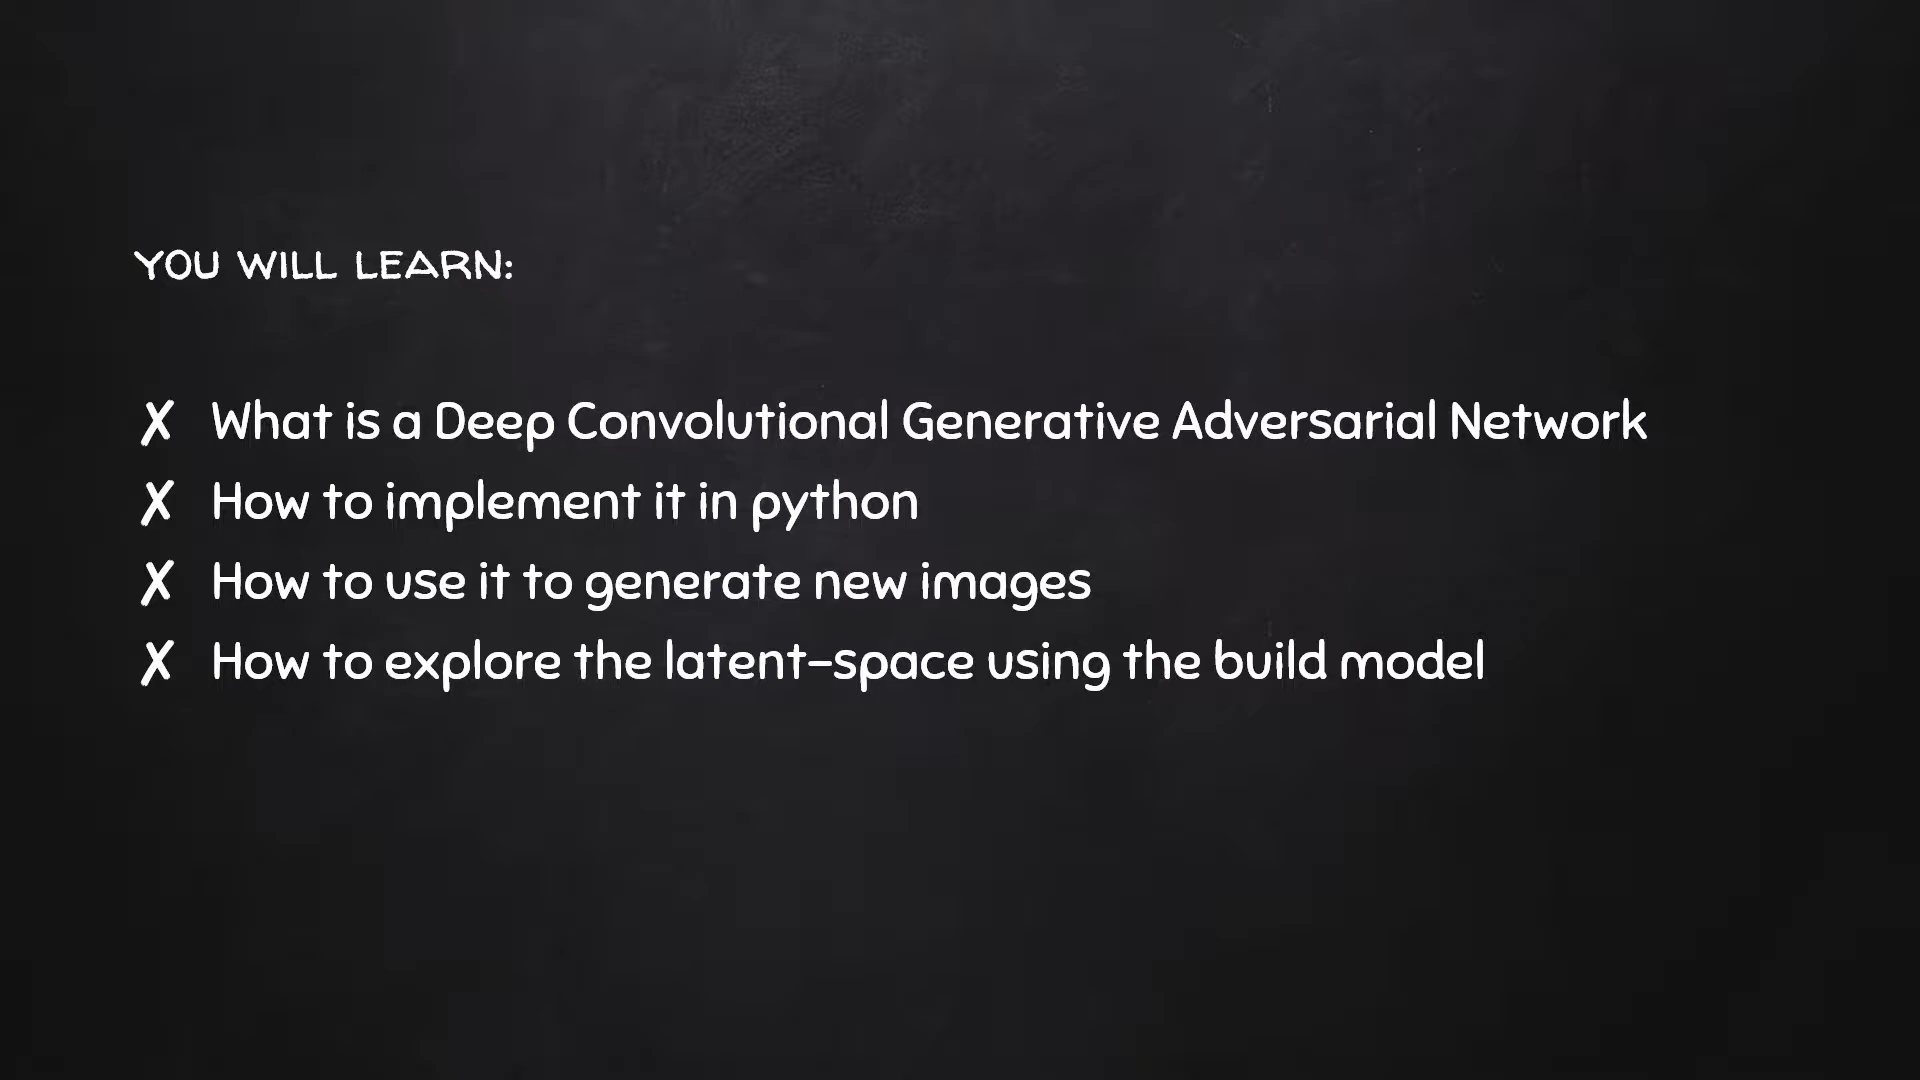 YOU WILL LEARN:
✗ What is a Deep Convolutional Generative Adversarial Network
✗ How to implement it in python
✗ How to use it to generate new images
✗ How to explore the latent-space using the build model